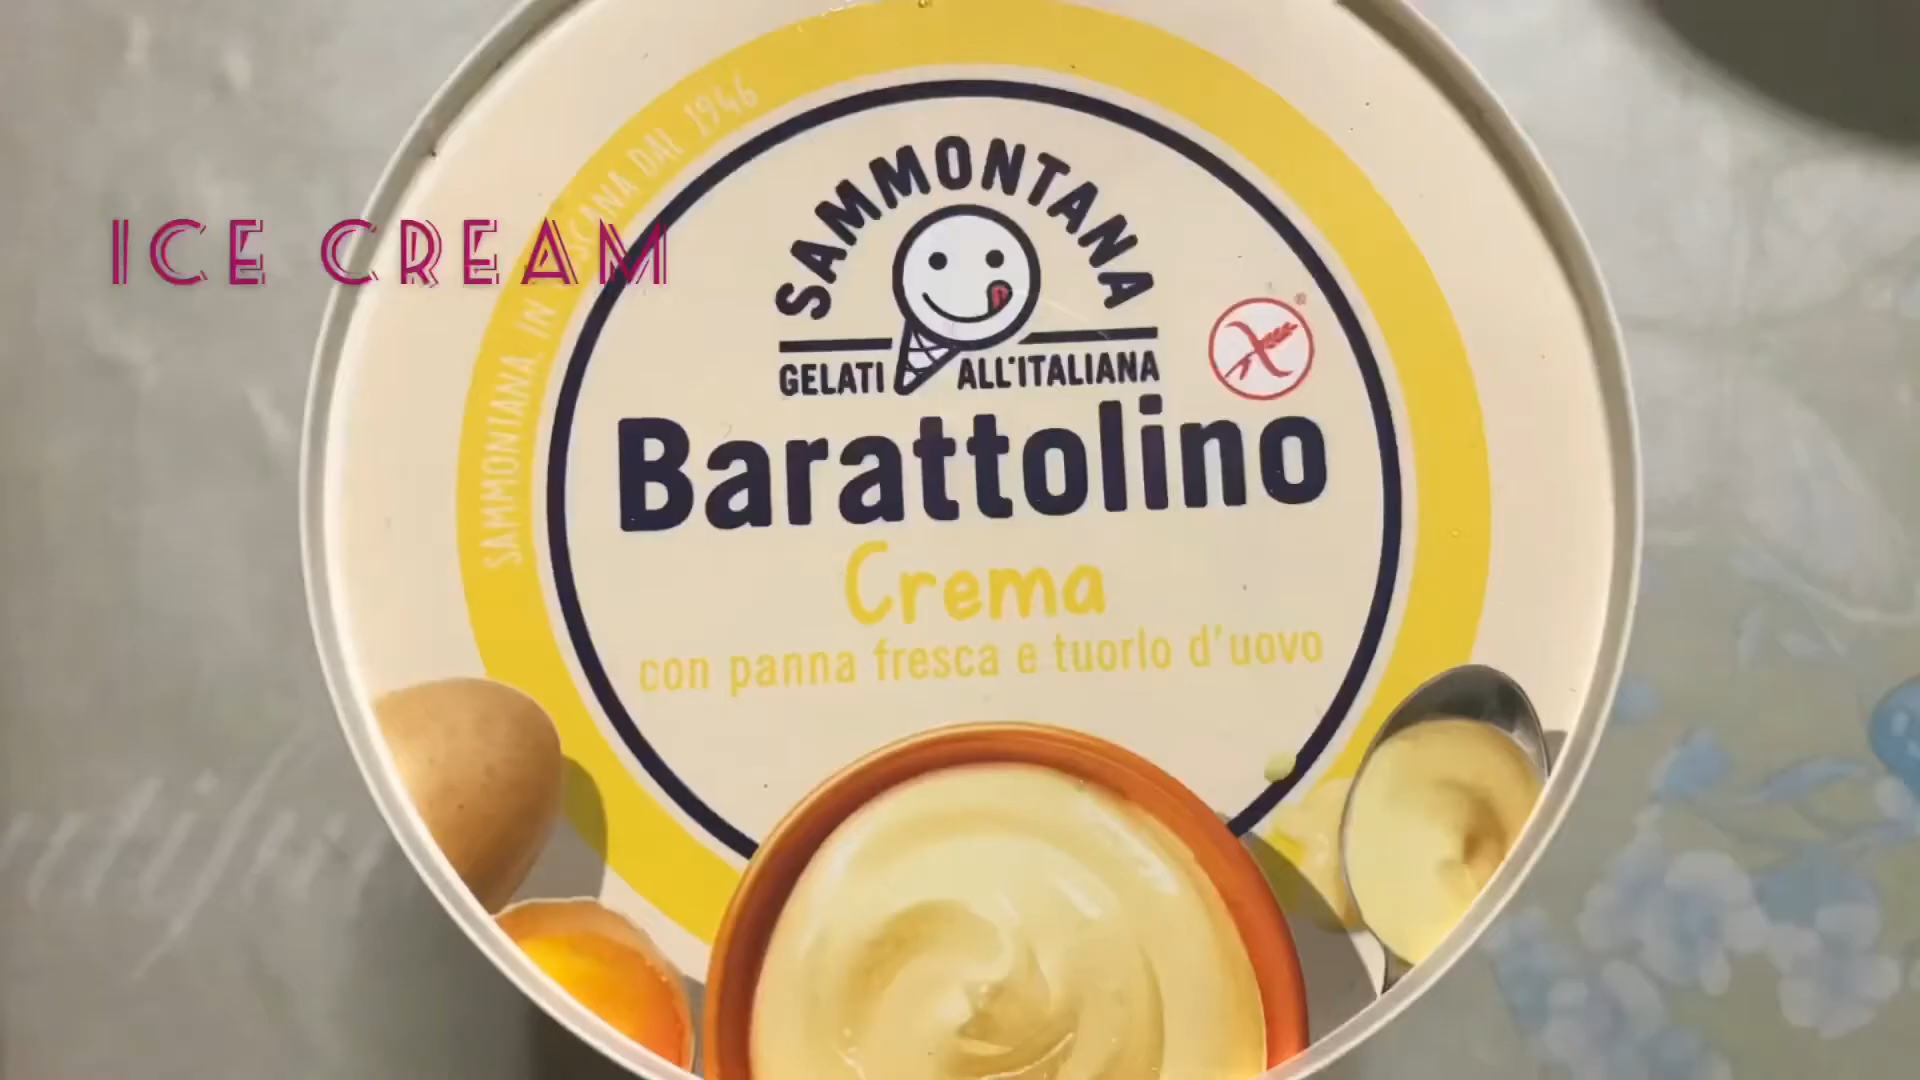 SAMMONTANA. IN TOSCANA DAL 1946
ICE CREAM
SAMMONTANA
GELATI ALL'ITALIANA
Barattolino
Crema
con panna fresca e tuorlo d'uovo